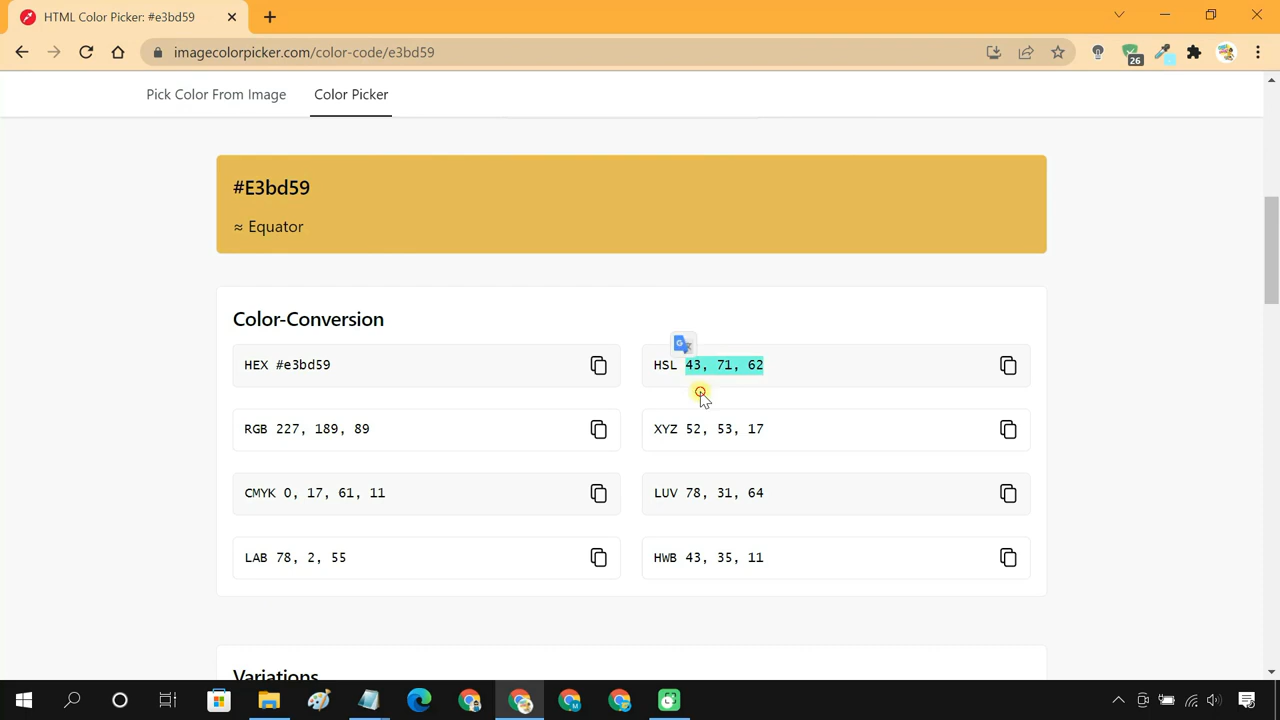 HTML Color Picker: #e3bd59
imagecolorpicker.com/color-code/e3bd59
26
Pick Color From Image
Color Picker
#E3bd59
≈ Equator
Color-Conversion
HEX #e3bd59
HSL 43, 71, 62
RGB 227, 189, 89
XYZ 52, 53, 17
CMYK 0, 17, 61, 11
LUV 78, 31, 64
LAB 78, 2, 55
HWB 43, 35, 11
Variations